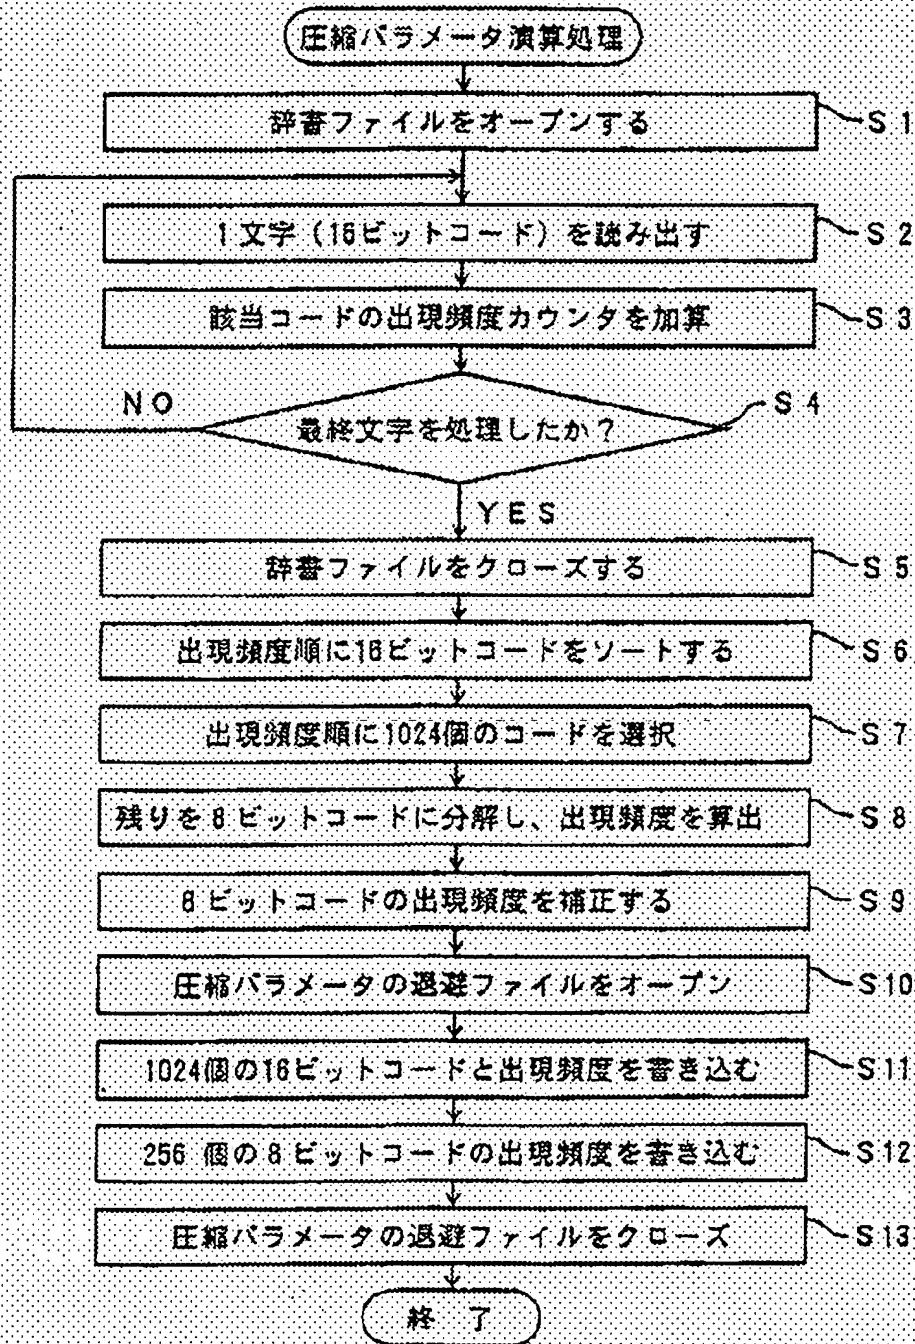 圧縮パラメータ演算処理
辞書ファイルをオープンする
S1
1文字（16ビットコード）を読み出す
S2
該当コードの出現頻度カウンタを加算
S3
NO
最終文字を処理したか？
S4
YES
辞書ファイルをクローズする
S5
出現頻度順に16ビットコードをソートする
S6
出現頻度順に1024個のコードを選択
S7
残りを8ビットコードに分解し、出現頻度を算出
S8
8ビットコードの出現頻度を補正する
S9
圧縮パラメータの退避ファイルをオープン
S10
1024個の16ビットコードと出現頻度を書き込む
S11
256 個の8ビットコードの出現頻度を書き込む
S12
圧縮パラメータの退避ファイルをクローズ
S13
終 了